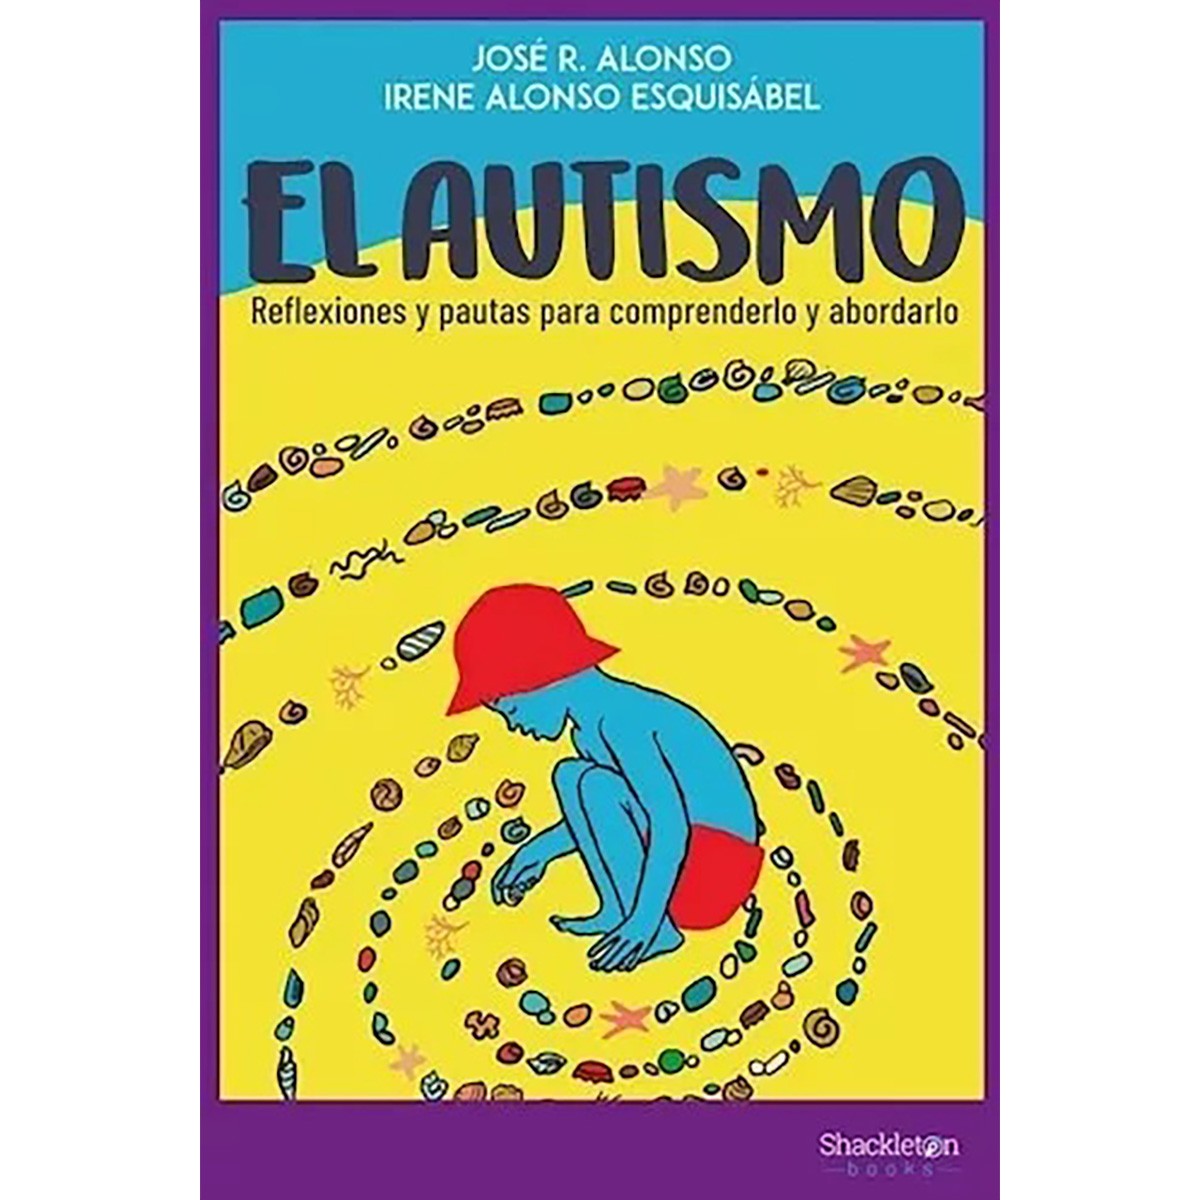 JOSÉ R. ALONSO
IRENE ALONSO ESQUISÁBEL
EL AUTISMO
Reflexiones y pautas para comprenderlo y abordarlo
Shackleton
books